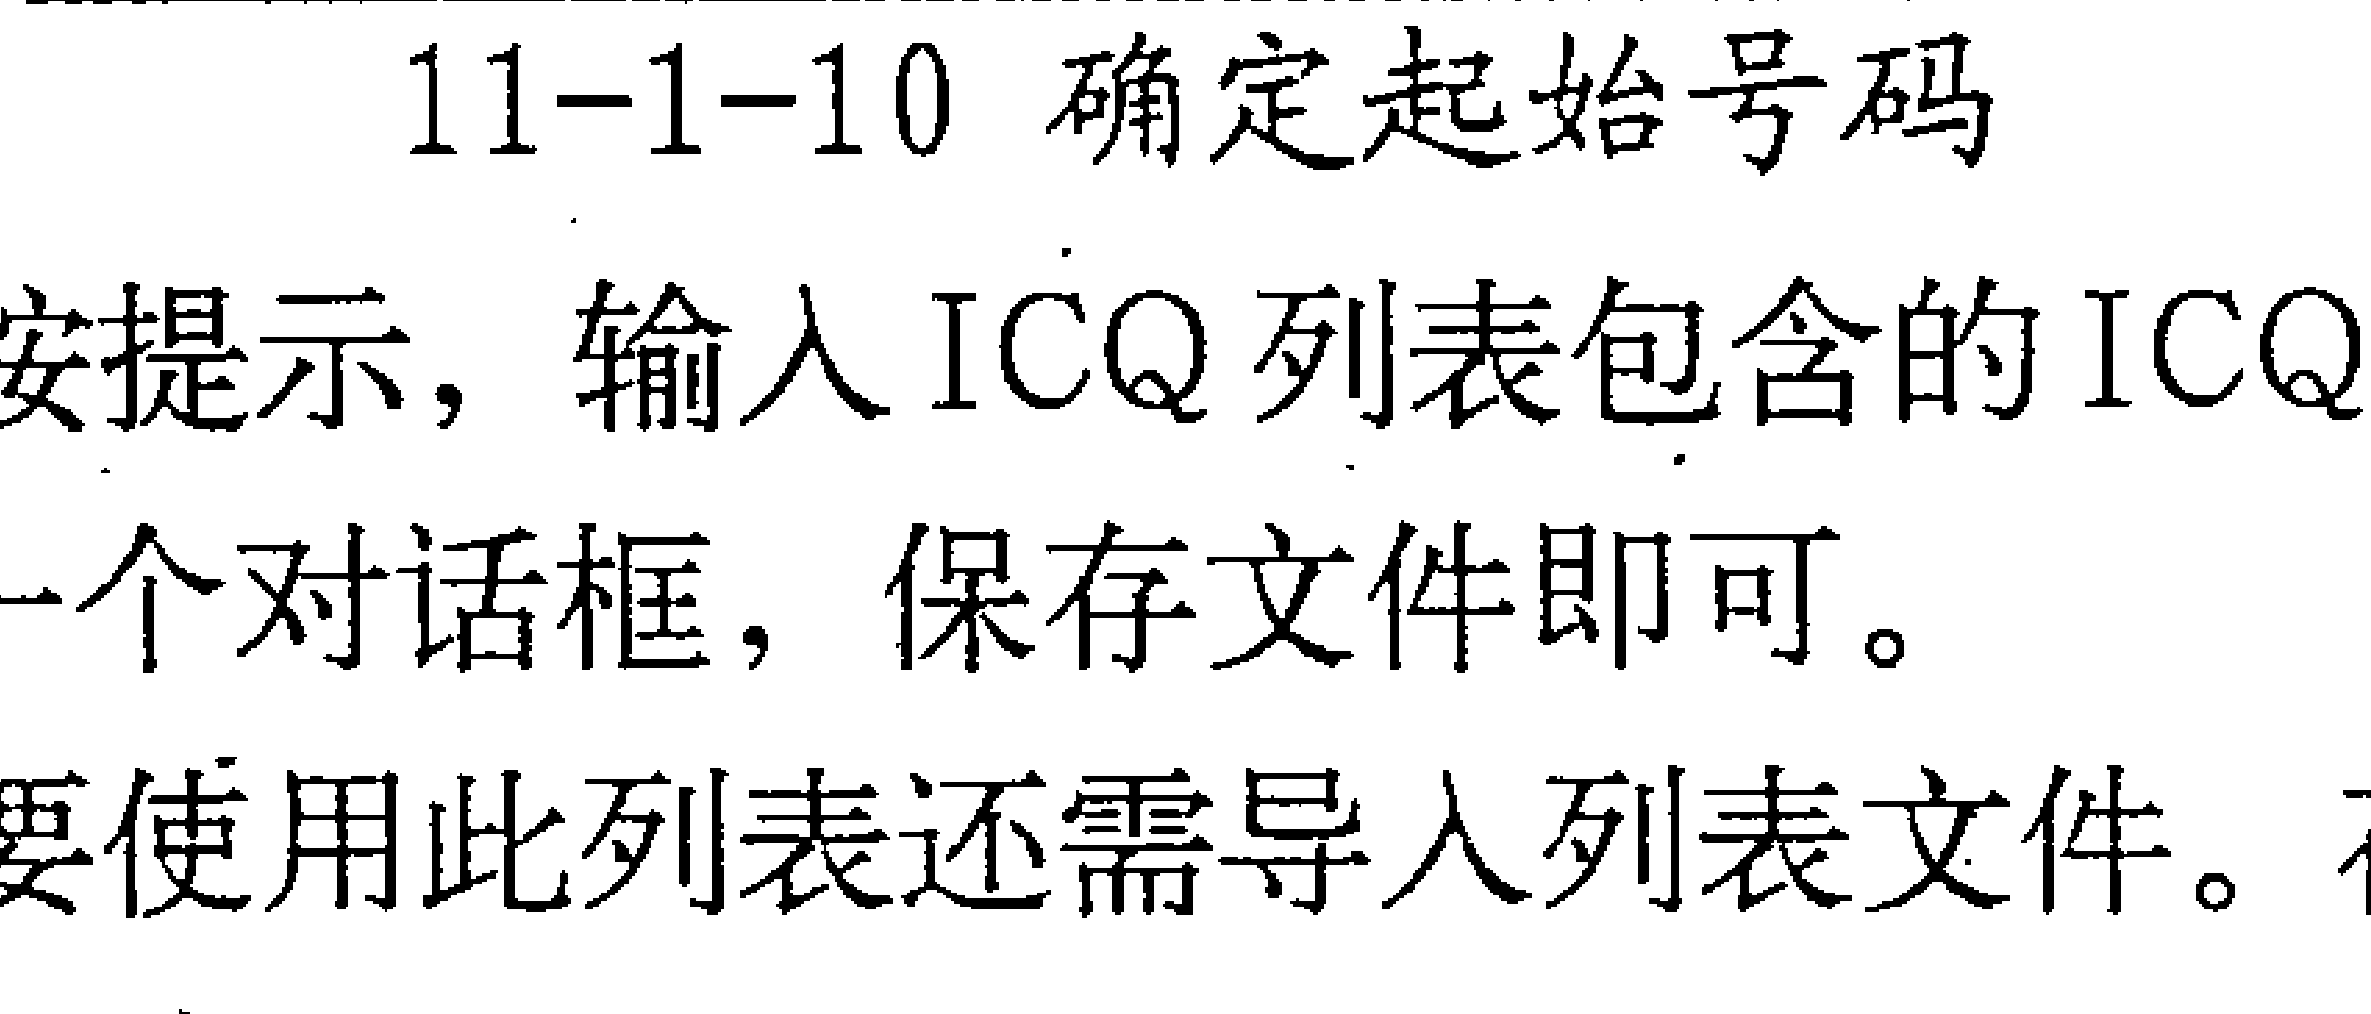 11-1-10 确定起始号码
按提示，输入ICQ列表包含的ICQ
一个对话框，保存文件即可。
要使用此列表还需导入列表文件。